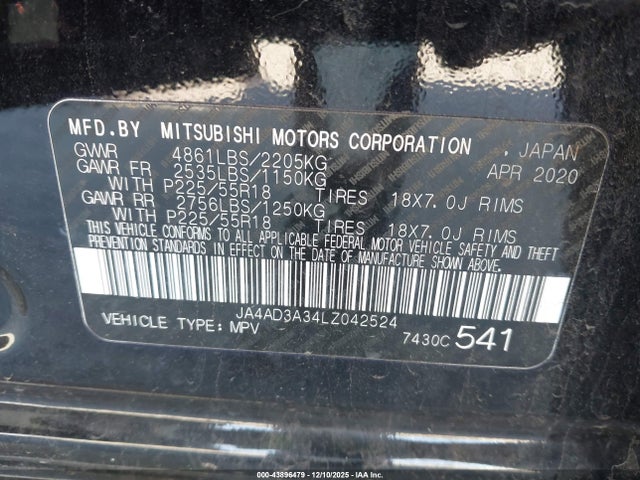 MFD.BY MITSUBISHI MOTORS CORPORATION , JAPAN
GVWR 4861LBS/2205KG APR 2020
GAWR FR 2535LBS/1150KG
WITH P225/55R18 TIRES 18X7.0J RIMS
GAWR RR 2756LBS/1250KG
WITH P225/55R18 TIRES 18X7.0J RIMS
THIS VEHICLE CONFORMS TO ALL APPLICABLE FEDERAL MOTOR VEHICLE SAFETY, BUMPER AND THEFT
PREVENTION STANDARDS IN EFFECT ON THE DATE OF MANUFACTURE SHOWN ABOVE.
JA4AD3A34LZ042524
VEHICLE TYPE: MPV 7430C 541
000-43896479 - 12/10/2025 - IAA Inc.